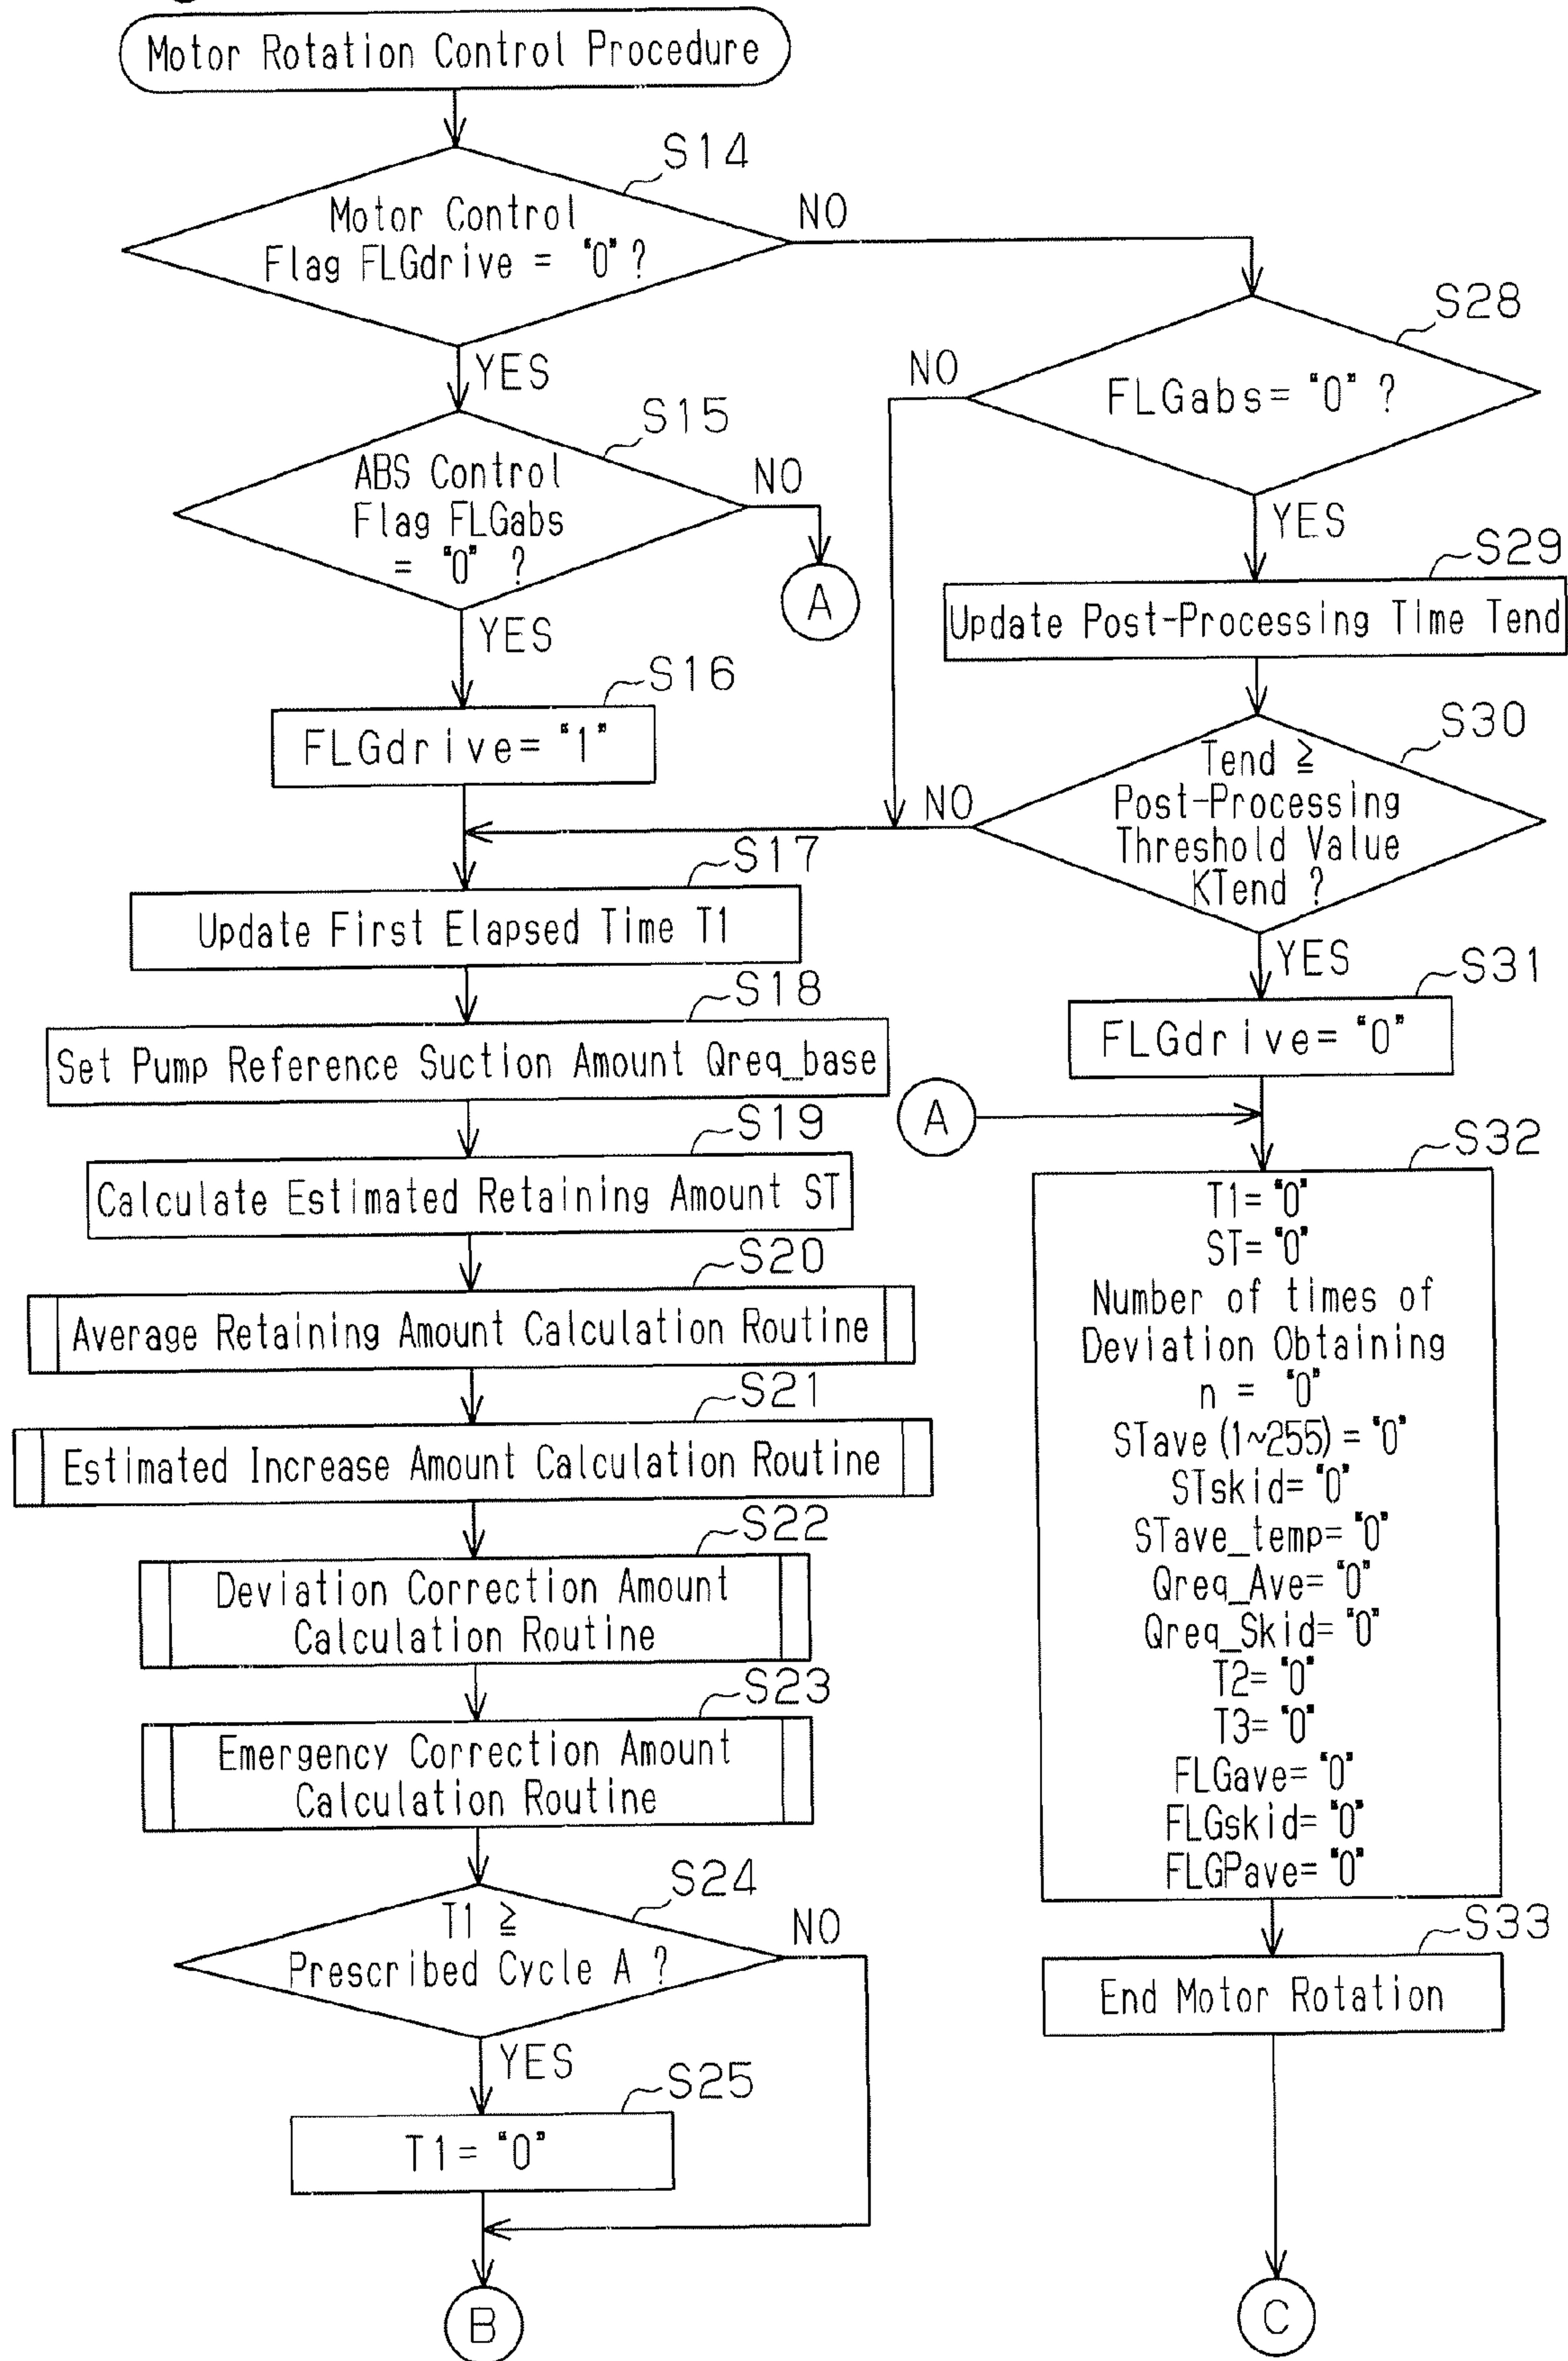 Motor Rotation Control Procedure
S14
Motor Control
Flag FLGdrive = "0" ?
NO
YES
S15
ABS Control
Flag FLGabs
= "0" ?
NO
A
YES
S16
FLGdrive= "1"
S17
Update First Elapsed Time T1
S18
Set Pump Reference Suction Amount Qreq_base
S19
Calculate Estimated Retaining Amount ST
S20
Average Retaining Amount Calculation Routine
S21
Estimated Increase Amount Calculation Routine
S22
Deviation Correction Amount
Calculation Routine
S23
Emergency Correction Amount
Calculation Routine
S24
T1 ≧
Prescribed Cycle A ?
NO
YES
S25
T1= "0"
B
S28
FLGabs= "0" ?
NO
YES
S29
Update Post-Processing Time Tend
S30
Tend ≧
Post-Processing
Threshold Value
KTend ?
NO
YES
S31
FLGdrive= "0"
A
S32
T1= "0"
ST= "0"
Number of times of
Deviation Obtaining
n = "0"
STave (1~255) = "0"
STskid= "0"
STave_temp= "0"
Qreq_Ave= "0"
Qreq_Skid= "0"
T2= "0"
T3= "0"
FLGave= "0"
FLGskid= "0"
FLGPave= "0"
S33
End Motor Rotation
C